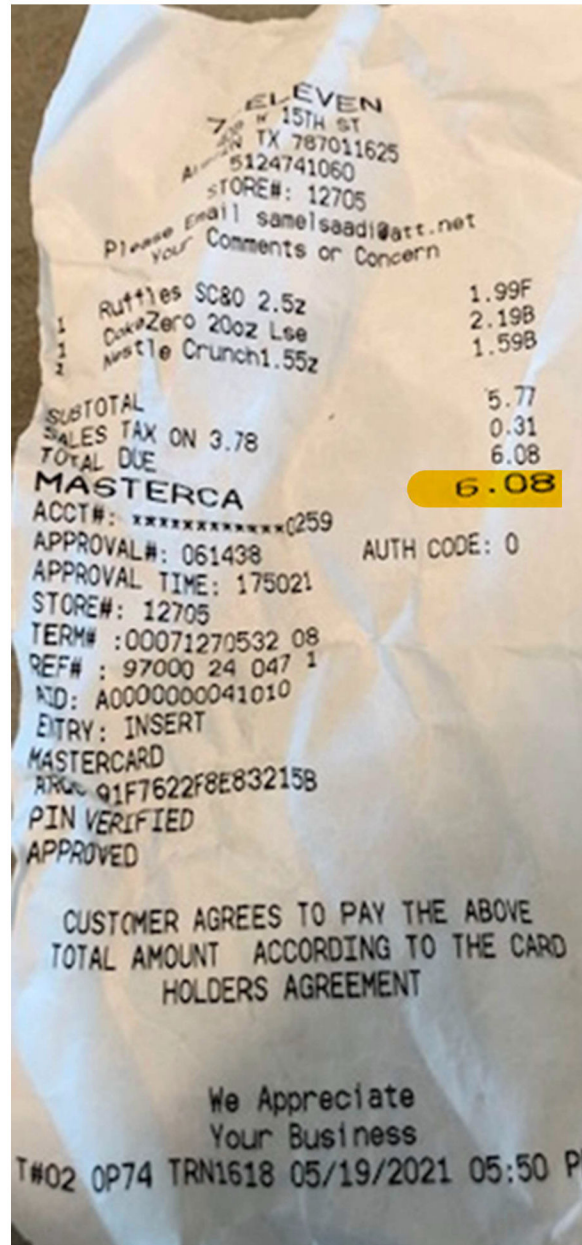 ELEVEN
15TH ST
TX 787011625
5124741060
STORE#: 12705
Please Email samelsaadi@att.net
Your Comments or Concern
1 Ruffles SC&O 2.5z 1.99F
1 CokeZero 20oz Lse 2.19B
1 Nestle Crunch1.55z 1.59B
SUBTOTAL 5.77
SALES TAX ON 3.78 0.31
TOTAL DUE 6.08
MASTERCA 6.08
ACCT#: ************0259
APPROVAL#: 061438 AUTH CODE: 0
APPROVAL TIME: 175021
STORE#: 12705
TERM# :00071270532 08
REF# : 97000 24 047 1
AID: A0000000041010
ENTRY: INSERT
MASTERCARD
ARQC 91F7622F8E83215B
PIN VERIFIED
APPROVED
CUSTOMER AGREES TO PAY THE ABOVE
TOTAL AMOUNT ACCORDING TO THE CARD
HOLDERS AGREEMENT
We Appreciate
Your Business
T#02 OP74 TRN1618 05/19/2021 05:50 P